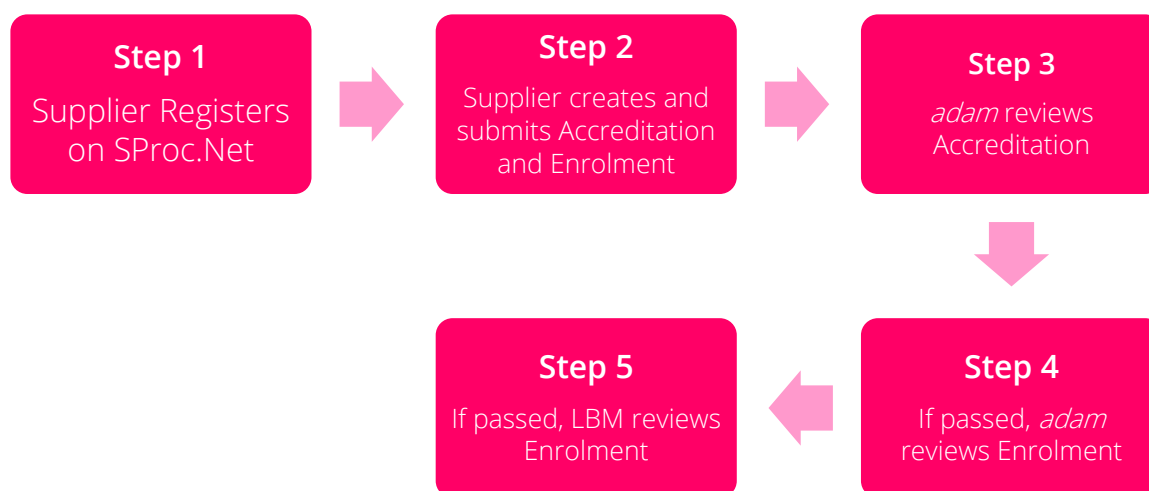 Step 1
Supplier Registers
on SProc.Net
Step 2
Supplier creates and
submits Accreditation
and Enrolment
Step 3
adam reviews
Accreditation
Step 4
If passed, adam
reviews Enrolment
Step 5
If passed, LBM reviews
Enrolment